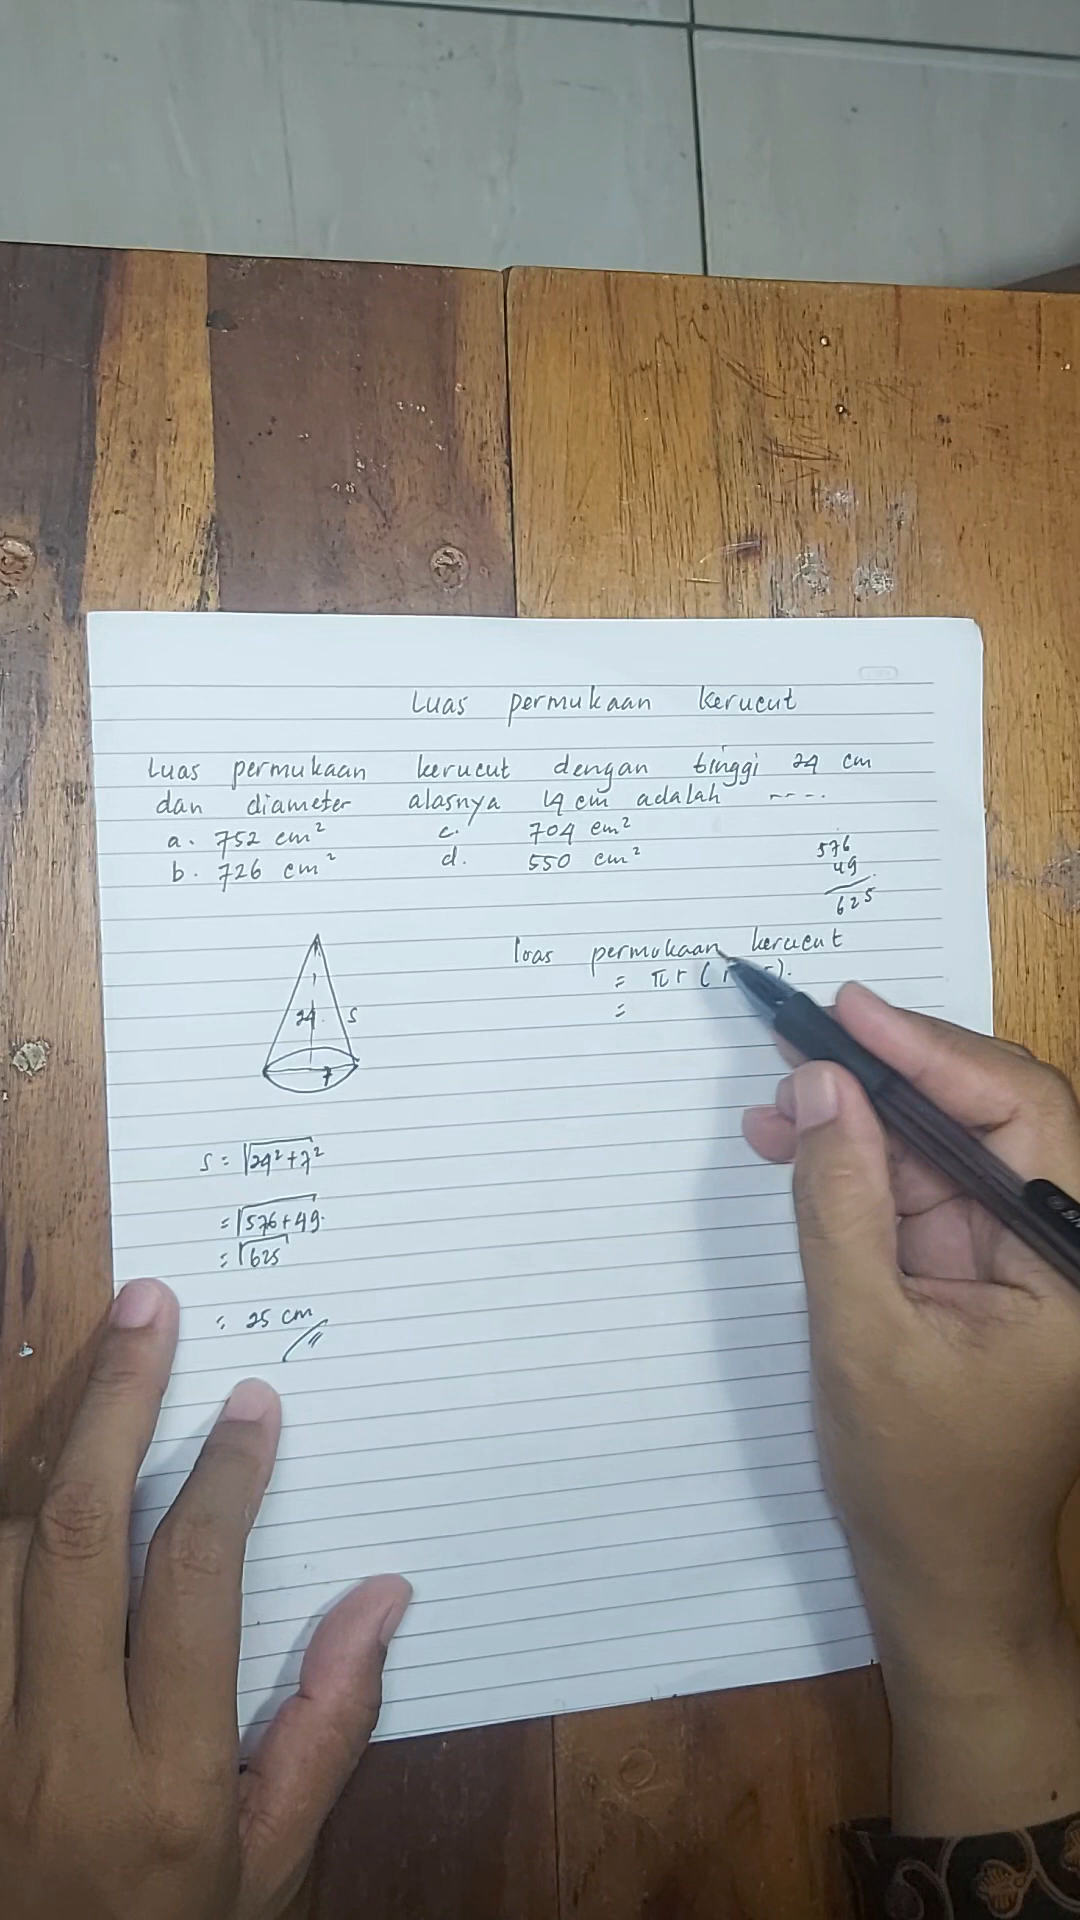 Luas permukaan kerucut
Luas permukaan kerucut dengan tinggi 24 cm
dan diameter alasnya 14 cm adalah ....
a. 752 cm²
c. 704 cm²
b. 726 cm²
d. 550 cm²
576
49
625
luas permukaan kerucut
= πr (
=
24 s
7
s = √24²+7²
= √576+49
= √625
= 25 cm